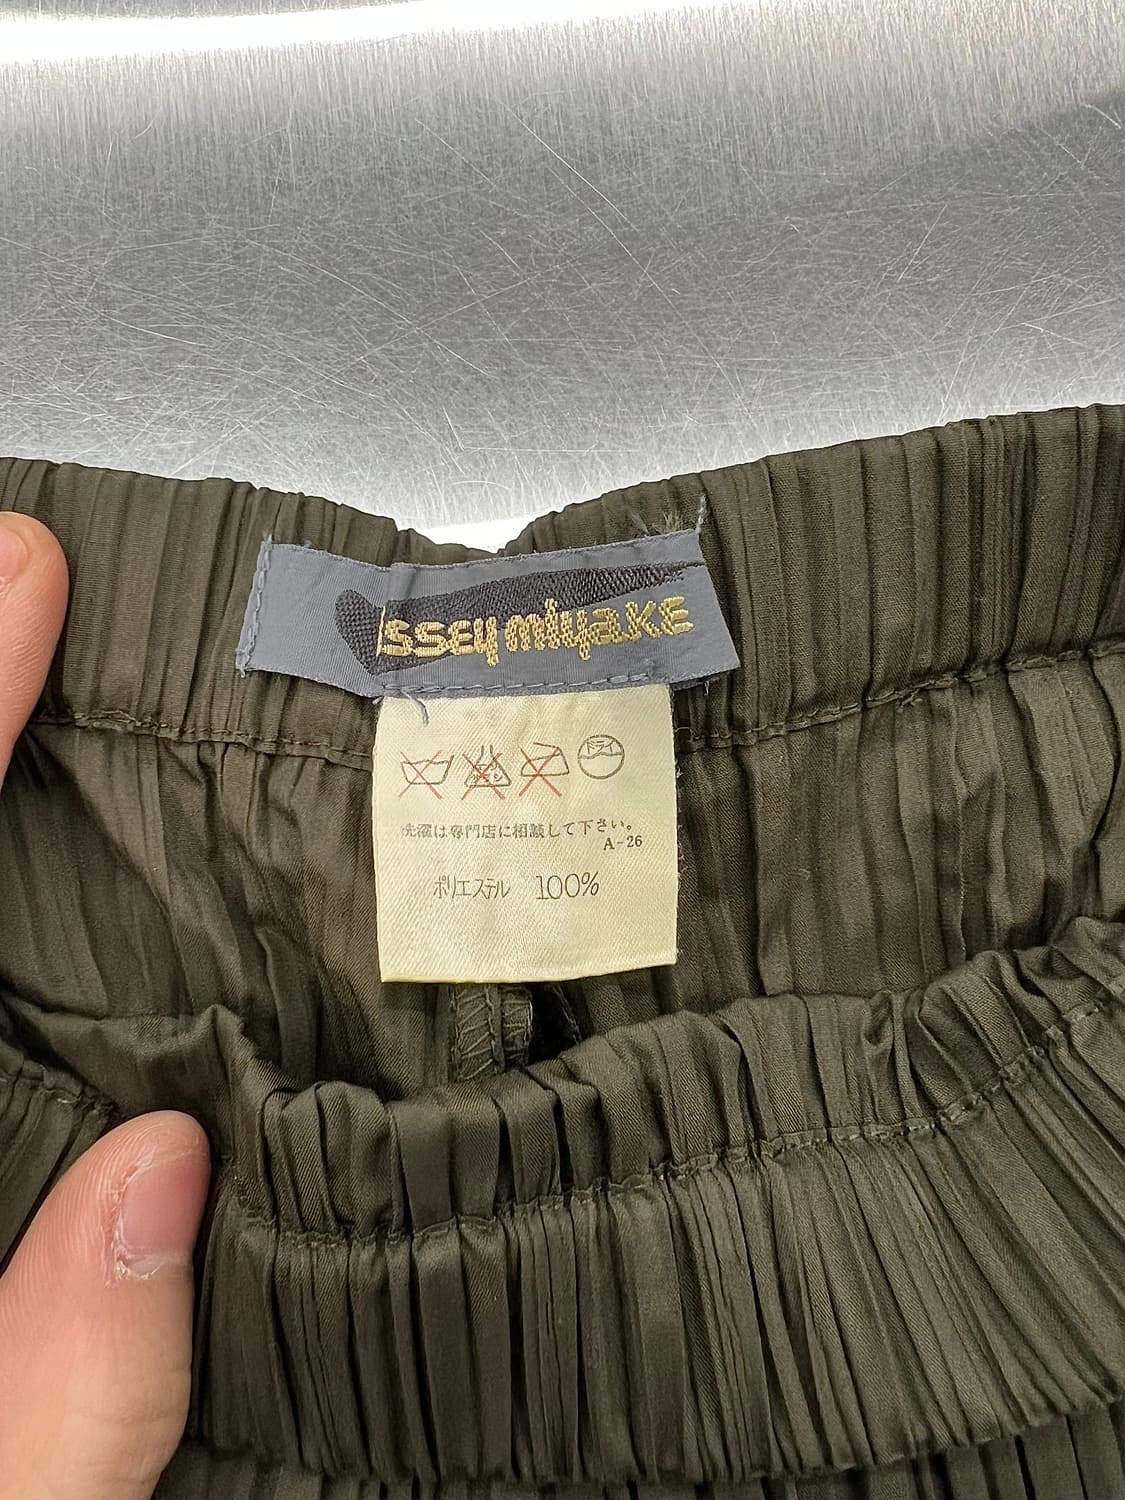 ISSEY mIyaKE
ドライ
洗濯は専門店に相談して下さい。
A-26
ポリエステル 100%